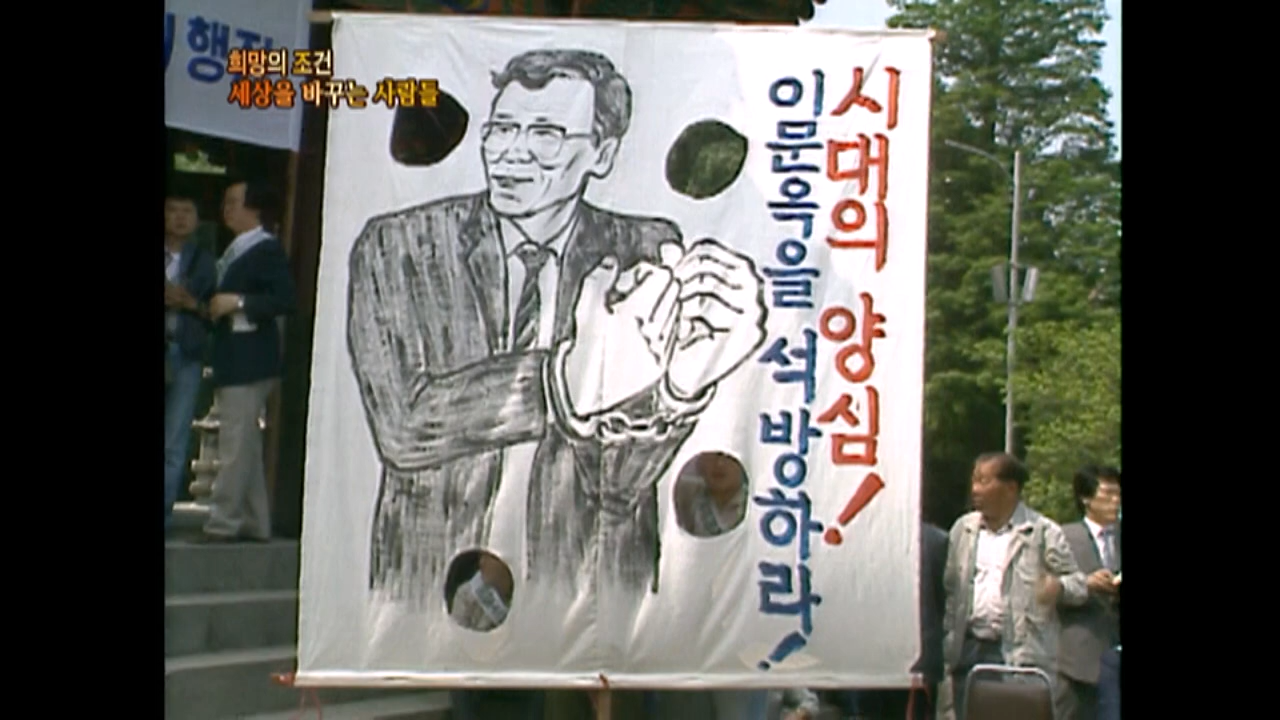 행
희망의 조건
세상을 바꾸는 사람들
시대의 양심!
이문옥을 석방하라!